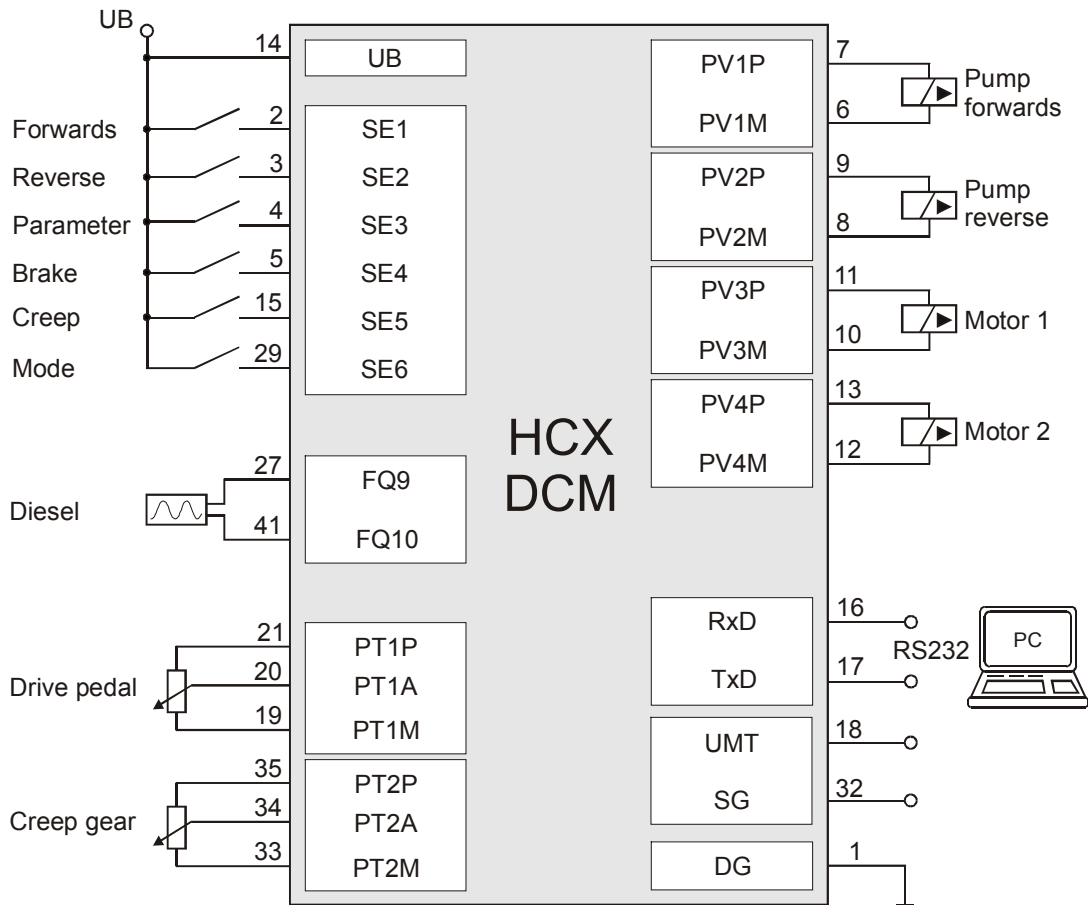 UB
14
UB
Forwards
2
SE1
Reverse
3
SE2
Parameter
4
SE3
Brake
5
SE4
Creep
15
SE5
Mode
29
SE6
Diesel
27
FQ9
41
FQ10
Drive pedal
21
PT1P
20
PT1A
19
PT1M
Creep gear
35
PT2P
34
PT2A
33
PT2M
HCX
DCM
PV1P
7
PV1M
6
Pump
forwards
PV2P
9
PV2M
8
Pump
reverse
PV3P
11
PV3M
10
Motor 1
PV4P
13
PV4M
12
Motor 2
RxD
16
TxD
17
RS232
PC
UMT
18
SG
32
DG
1